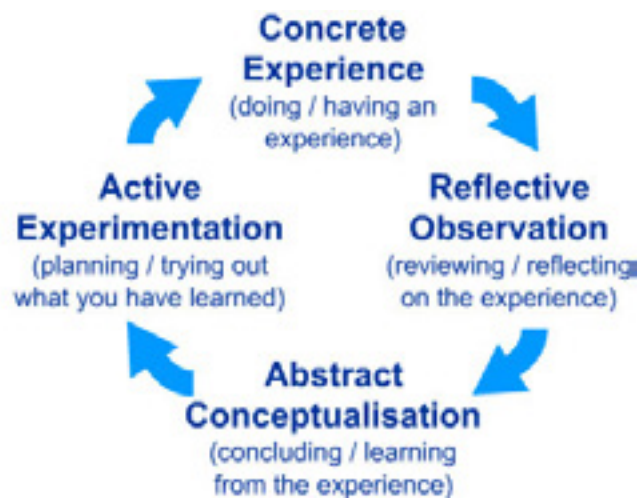 Concrete
Experience
(doing / having an
experience)
Reflective
Observation
(reviewing / reflecting
on the experience)
Abstract
Conceptualisation
(concluding / learning
from the experience)
Active
Experimentation
(planning / trying out
what you have learned)